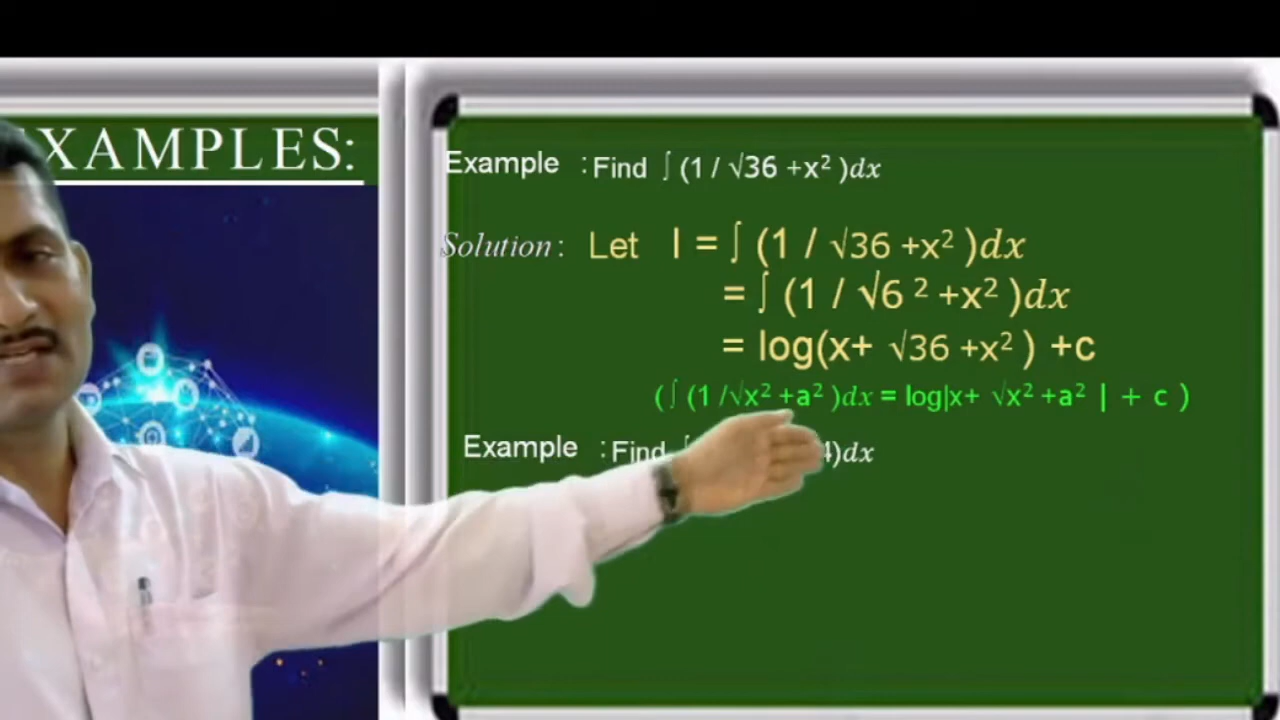 EXAMPLES:
Example : Find ∫ (1 / √36 +x² )dx
Solution: Let I = ∫ (1 / √36 +x² )dx
= ∫ (1 / √6 ² +x² )dx
= log(x+ √36 +x² ) +c
(∫ (1 /√x² +a² )dx = log|x+ √x² +a² | + c )
Example : Find ∫ 4)dx